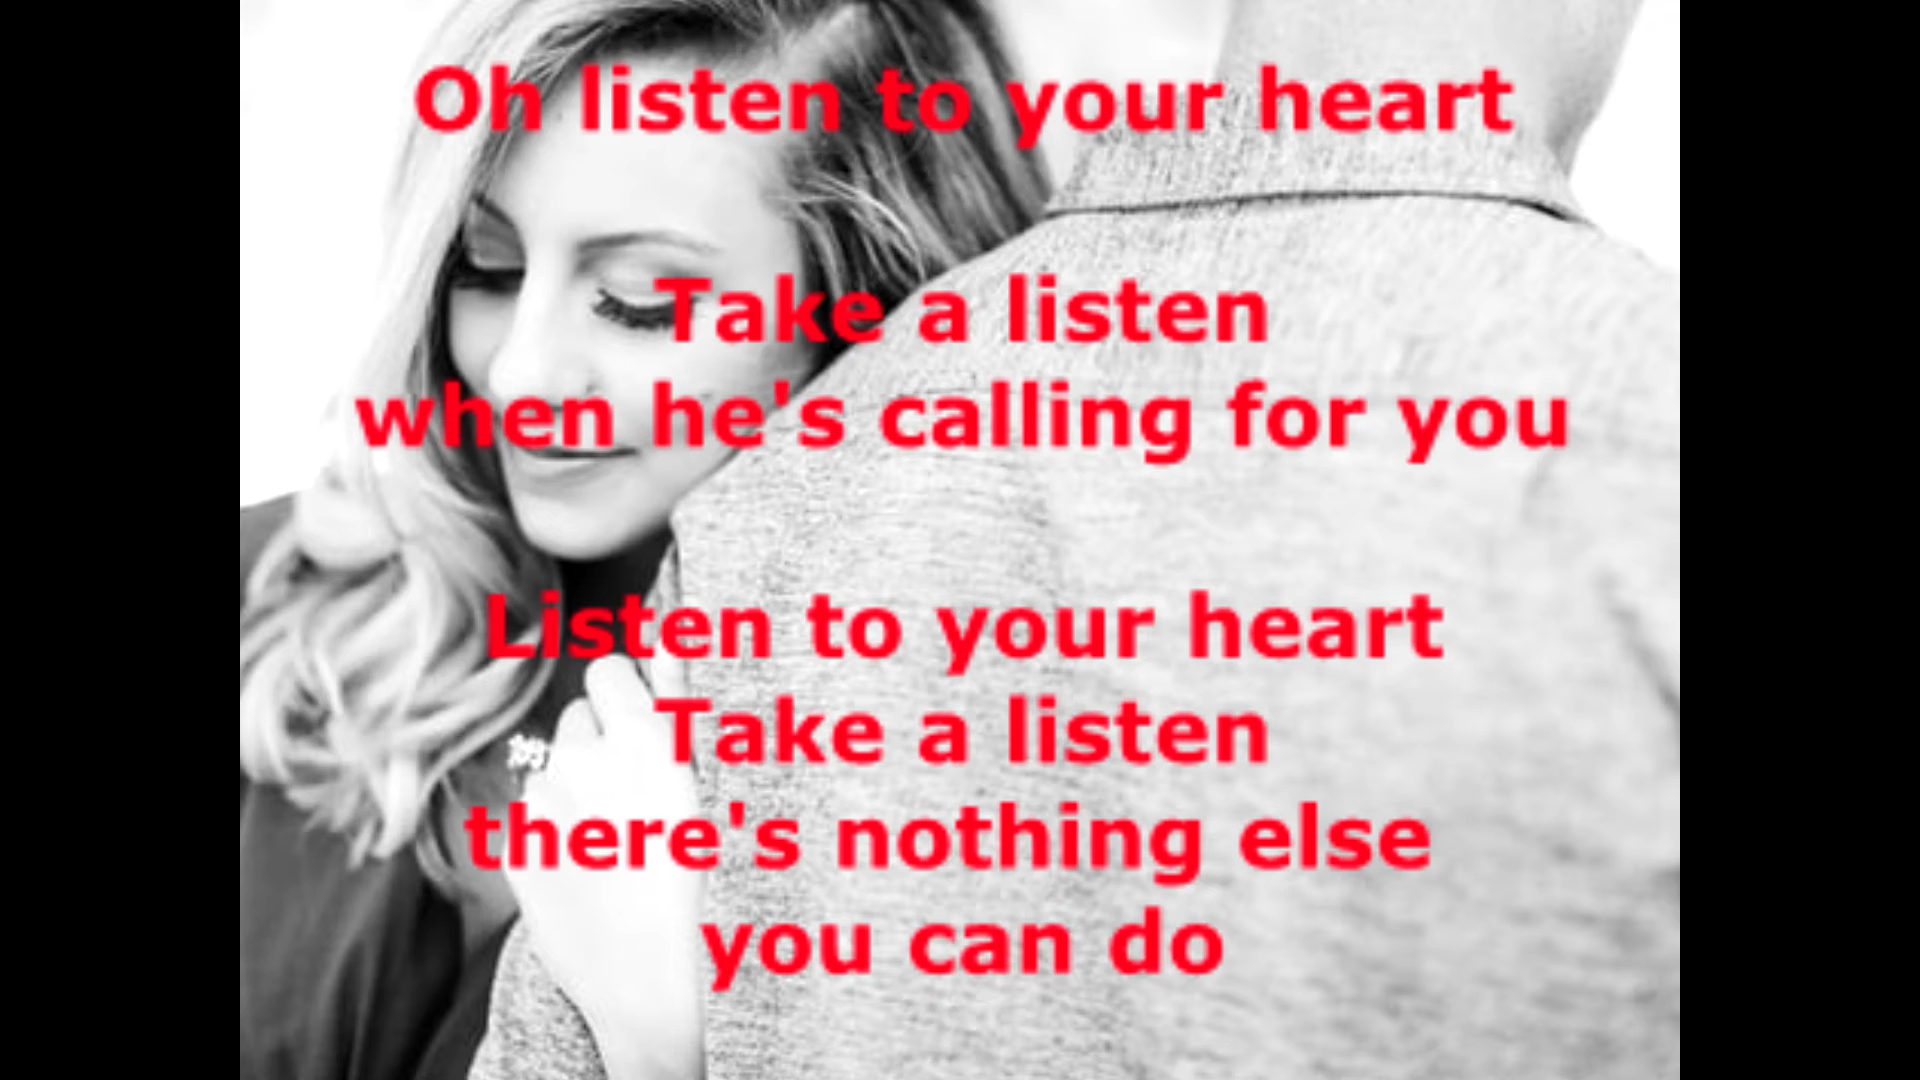 Oh listen to your heart
Take a listen
when he's calling for you
Listen to your heart
Take a listen
there's nothing else
you can do